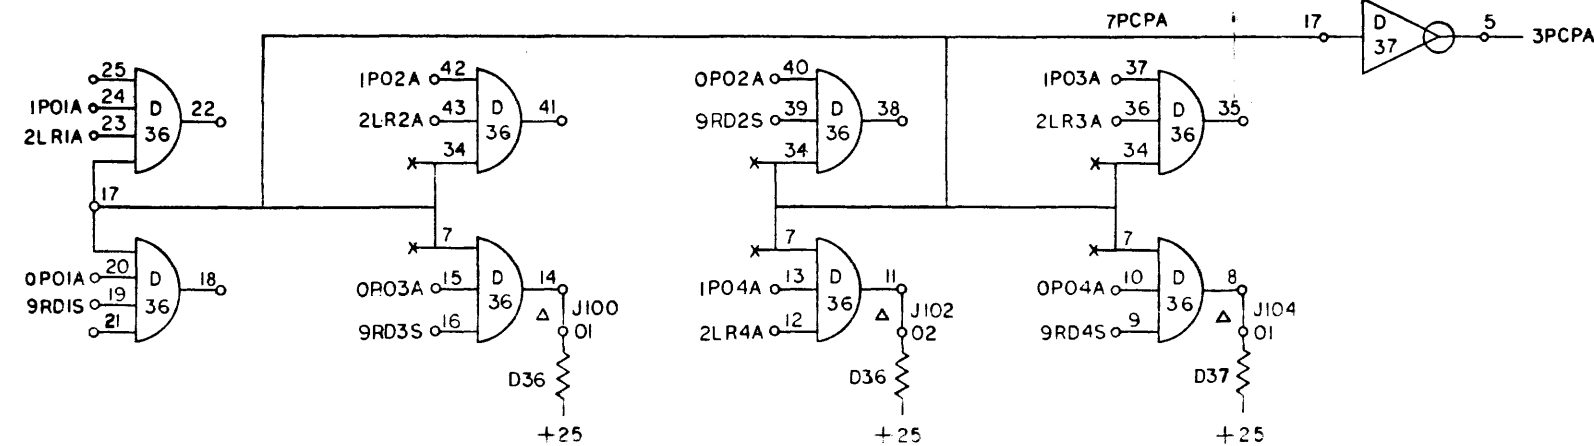 7PCPA 17 D 37 5 3PCPA
25 1P01A 24 2LR1A 23 D 36 22
1P02A 42 2LR2A 43 34 D 36 41
0P02A 40 9RD2S 39 34 D 36 38
1P03A 37 2LR3A 36 34 D 36 35
17
0P01A 20 9RD1S 19 21 D 36 18
7 0P03A 15 9RD3S 16 D 36 14 Δ J100 01 D36 +25
7 1P04A 13 2LR4A 12 D 36 11 Δ J102 02 D36 +25
7 0P04A 10 9RD4S 9 D 36 8 Δ J104 01 D37 +25